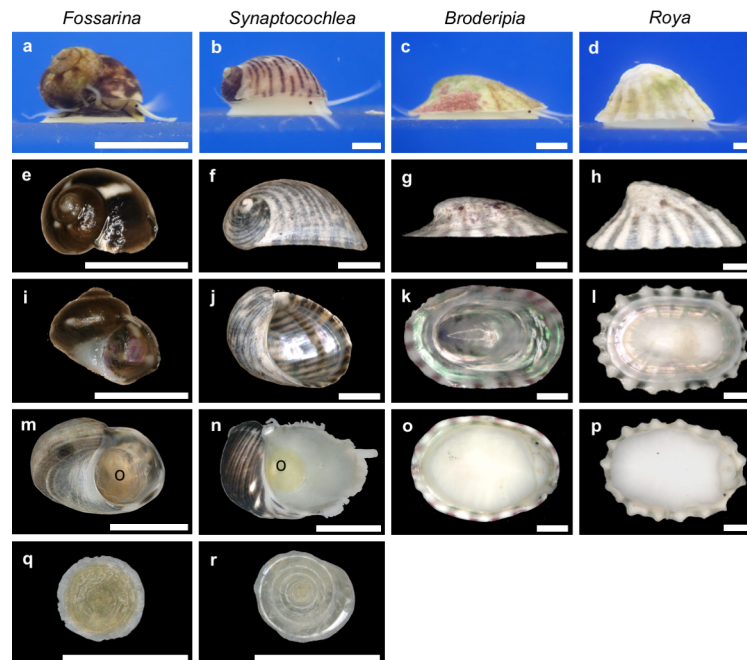 Fossarina Synaptocochlea Broderipia Roya
a b c d
e f g h
i j k l
m n o p
o o
q r